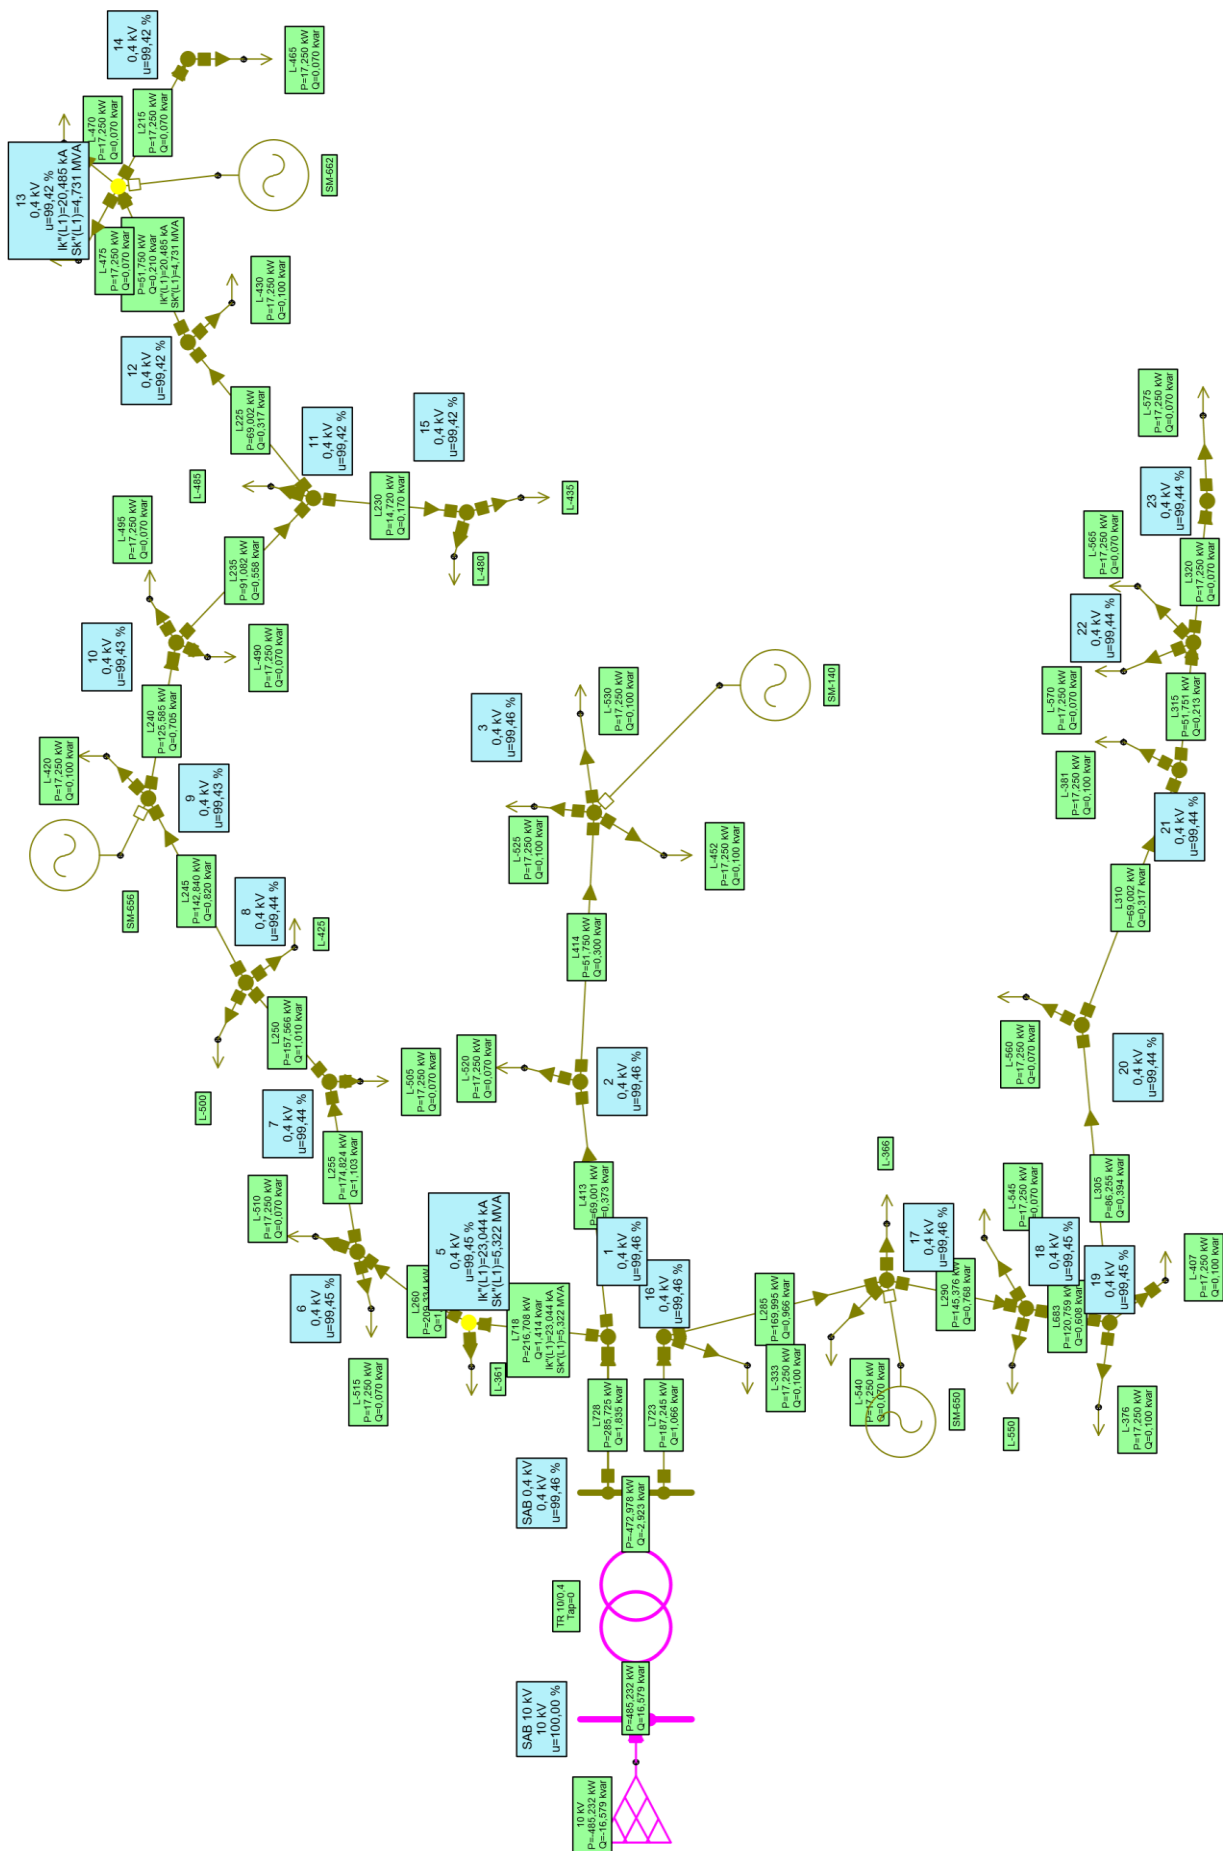 14
0,4 kV
u=99,42 %
L-465
P=17,250 kW
Q=0,070 kvar
L-470
P=17,250 kW
Q=0,070 kvar
L215
P=17,250 kW
Q=0,070 kvar
13
0,4 kV
u=99,42 %
Ik"(L1)=20,485 kA
Sk"(L1)=4,731 MVA
SM-662
L-475
P=17,250 kW
Q=0,070 kvar
P=51,750 kW
Q=0,210 kvar
Ik"(L1)=20,485 kA
Sk"(L1)=4,731 MVA
L-430
P=17,250 kW
Q=0,100 kvar
12
0,4 kV
u=99,42 %
L225
P=69,002 kW
Q=0,317 kvar
11
0,4 kV
u=99,42 %
15
0,4 kV
u=99,42 %
L-485
L230
P=14,720 kW
Q=0,170 kvar
L-435
L-480
L-495
P=17,250 kW
Q=0,070 kvar
L235
P=91,082 kW
Q=0,558 kvar
10
0,4 kV
u=99,43 %
L-490
P=17,250 kW
Q=0,070 kvar
L240
P=125,585 kW
Q=0,705 kvar
L-420
P=17,250 kW
Q=0,100 kvar
9
0,4 kV
u=99,43 %
SM-656
L245
P=142,840 kW
Q=0,820 kvar
8
0,4 kV
u=99,44 %
L-425
L250
P=157,566 kW
Q=1,010 kvar
L-500
7
0,4 kV
u=99,44 %
L-505
P=17,250 kW
Q=0,070 kvar
L255
P=174,824 kW
Q=1,103 kvar
L-510
P=17,250 kW
Q=0,070 kvar
6
0,4 kV
u=99,45 %
L-515
P=17,250 kW
Q=0,070 kvar
L260
P=209,334 kW
5
0,4 kV
u=99,45 %
Ik"(L1)=23,044 kA
Sk"(L1)=5,322 MVA
L-361
L718
P=216,708 kW
Q=1,414 kvar
Ik"(L1)=23,044 kA
Sk"(L1)=5,322 MVA
3
0,4 kV
u=99,46 %
L-530
P=17,250 kW
Q=0,100 kvar
SM-140
L-525
P=17,250 kW
Q=0,100 kvar
L-452
P=17,250 kW
Q=0,100 kvar
L414
P=51,750 kW
Q=0,300 kvar
L-520
P=17,250 kW
Q=0,070 kvar
2
0,4 kV
u=99,46 %
L413
P=69,001 kW
Q=0,373 kvar
1
0,4 kV
u=99,46 %
16
0,4 kV
u=99,46 %
L728
P=285,725 kW
Q=1,835 kvar
L723
P=187,245 kW
Q=1,066 kvar
L-333
P=17,250 kW
Q=0,100 kvar
L285
P=169,995 kW
Q=0,966 kvar
L-366
17
0,4 kV
u=99,46 %
L-540
P=17,250 kW
Q=0,070 kvar
SM-650
L290
P=145,376 kW
Q=0,768 kvar
L-545
P=17,250 kW
Q=0,070 kvar
18
0,4 kV
u=99,45 %
L-550
L683
P=120,759 kW
Q=0,608 kvar
19
0,4 kV
u=99,45 %
L-407
P=17,250 kW
Q=0,100 kvar
L-376
P=17,250 kW
Q=0,100 kvar
L305
P=86,255 kW
Q=0,394 kvar
20
0,4 kV
u=99,44 %
L-560
P=17,250 kW
Q=0,070 kvar
L310
P=69,002 kW
Q=0,317 kvar
21
0,4 kV
u=99,44 %
L-381
P=17,250 kW
Q=0,100 kvar
L315
P=51,751 kW
Q=0,213 kvar
L-570
P=17,250 kW
Q=0,070 kvar
22
0,4 kV
u=99,44 %
L-565
P=17,250 kW
Q=0,070 kvar
L320
P=17,250 kW
Q=0,070 kvar
23
0,4 kV
u=99,44 %
L-575
P=17,250 kW
Q=0,070 kvar
SAB 0,4 kV
0,4 kV
u=99,46 %
P=-472,978 kW
Q=-2,923 kvar
TR 10/0,4
Tap=0
SAB 10 kV
10 kV
u=100,00 %
P=485,232 kW
Q=16,579 kvar
10 kV
P=-485,232 kW
Q=-16,579 kvar